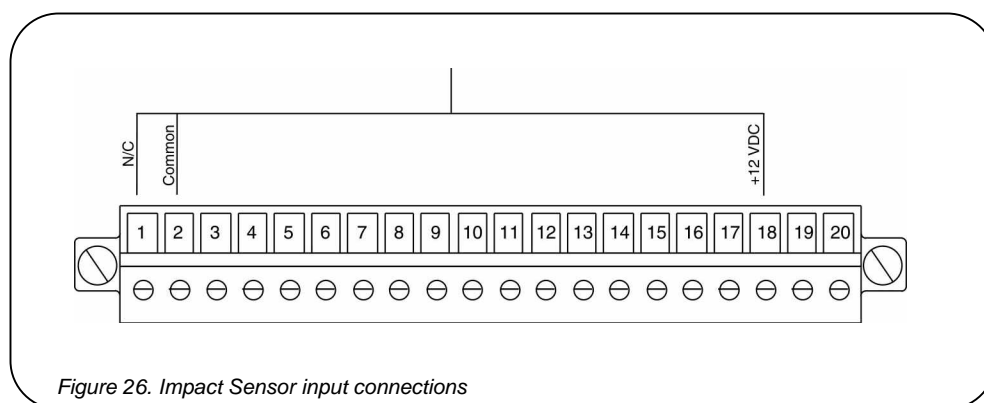 N/C
Common
+12 VDC
1 2 3 4 5 6 7 8 9 10 11 12 13 14 15 16 17 18 19 20
Figure 26. Impact Sensor input connections